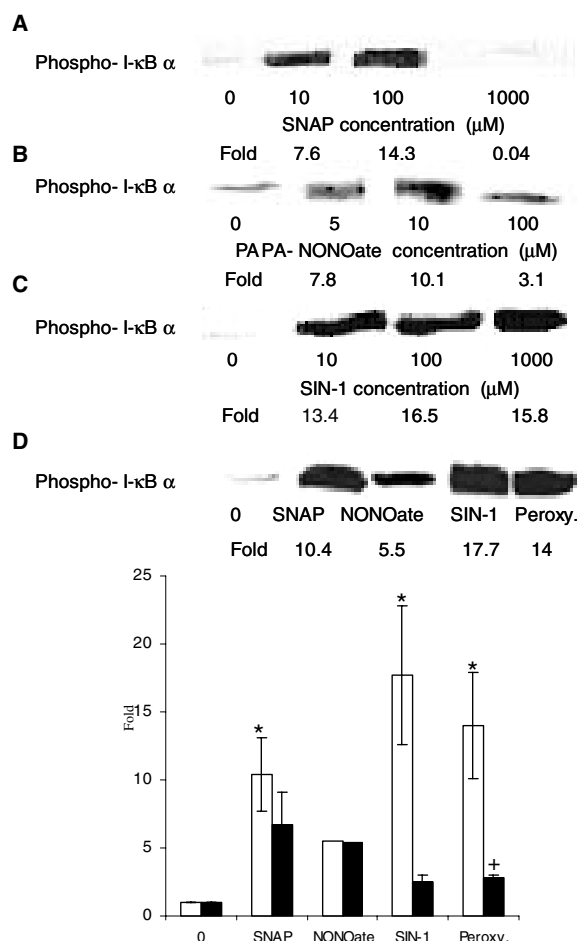 A
Phospho- I-κB α
0 10 100 1000
SNAP concentration (μM)
Fold 7.6 14.3 0.04
B
Phospho- I-κB α
0 5 10 100
PAPA- NONOate concentration (μM)
Fold 7.8 10.1 3.1
C
Phospho- I-κB α
0 10 100 1000
SIN-1 concentration (μM)
Fold 13.4 16.5 15.8
D
Phospho- I-κB α
0 SNAP NONOate SIN-1 Peroxy.
Fold 10.4 5.5 17.7 14
25
20
15
10
5
0
Fold
* * * +
0 SNAP NONOate SIN-1 Peroxy.